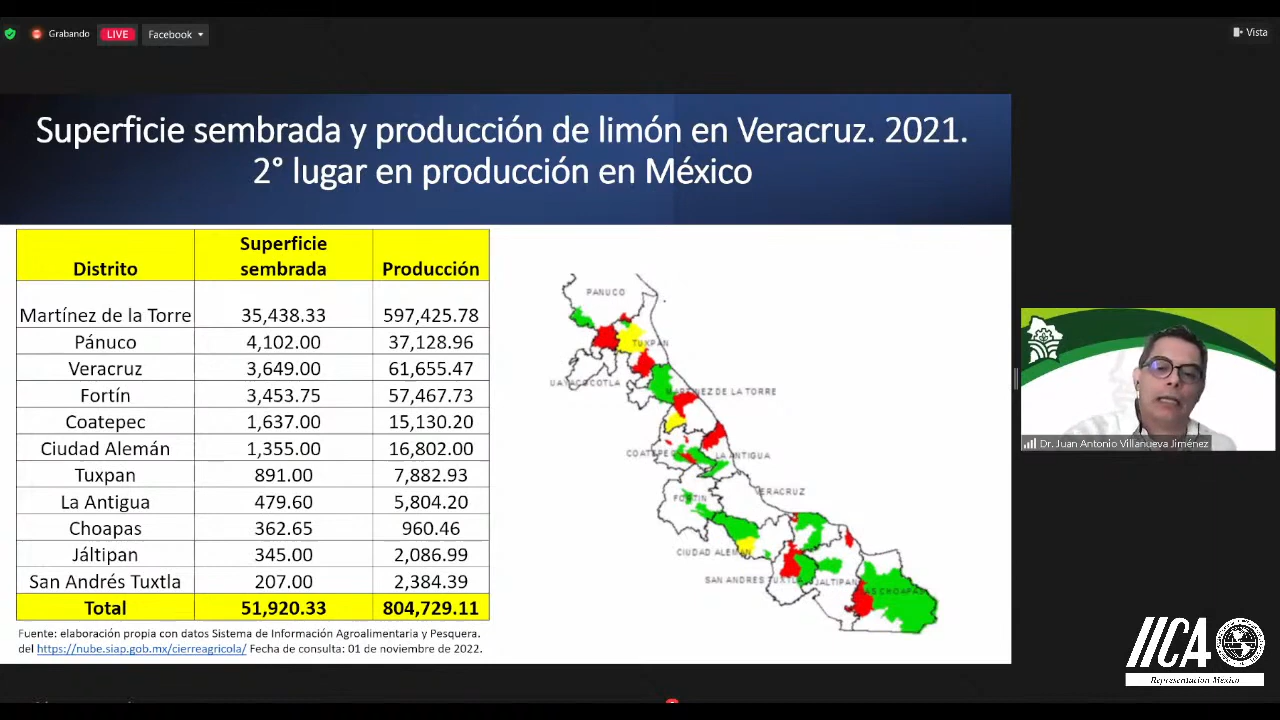 Grabando
LIVE
Facebook
Vista
Superficie sembrada y producción de limón en Veracruz. 2021.
2° lugar en producción en México
Distrito Superficie sembrada Producción
Martínez de la Torre 35,438.33 597,425.78
Pánuco 4,102.00 37,128.96
Veracruz 3,649.00 61,655.47
Fortín 3,453.75 57,467.73
Coatepec 1,637.00 15,130.20
Ciudad Alemán 1,355.00 16,802.00
Tuxpan 891.00 7,882.93
La Antigua 479.60 5,804.20
Choapas 362.65 960.46
Jáltipan 345.00 2,086.99
San Andrés Tuxtla 207.00 2,384.39
Total 51,920.33 804,729.11
Fuente: elaboración propia con datos Sistema de Información Agroalimentaria y Pesquera.
del https://nube.siap.gob.mx/cierreagricola/ Fecha de consulta: 01 de noviembre de 2022.
PANUCO
TUXPAN
UAYACOCOTLA
MARTINEZ DE LA TORRE
COATEPEC
LA ANTIGUA
VERACRUZ
FORTIN
CIUDAD ALEMAN
SAN ANDRES TUXTLA
JALTIPAN
LAS CHOAPAS
Dr. Juan Antonio Villanueva Jiménez
IICA
Representación México